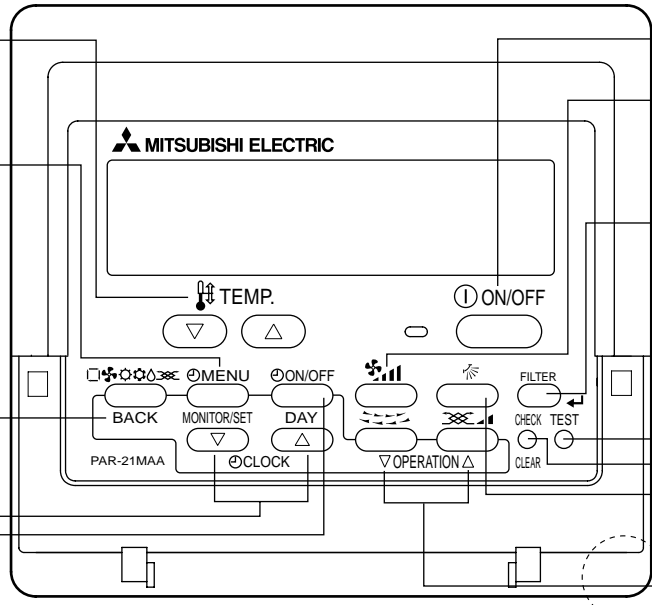 MITSUBISHI ELECTRIC
TEMP.
ON/OFF
MENU
ON/OFF
FILTER
BACK
MONITOR/SET
DAY
CHECK
TEST
PAR-21MAA
CLOCK
OPERATION
CLEAR